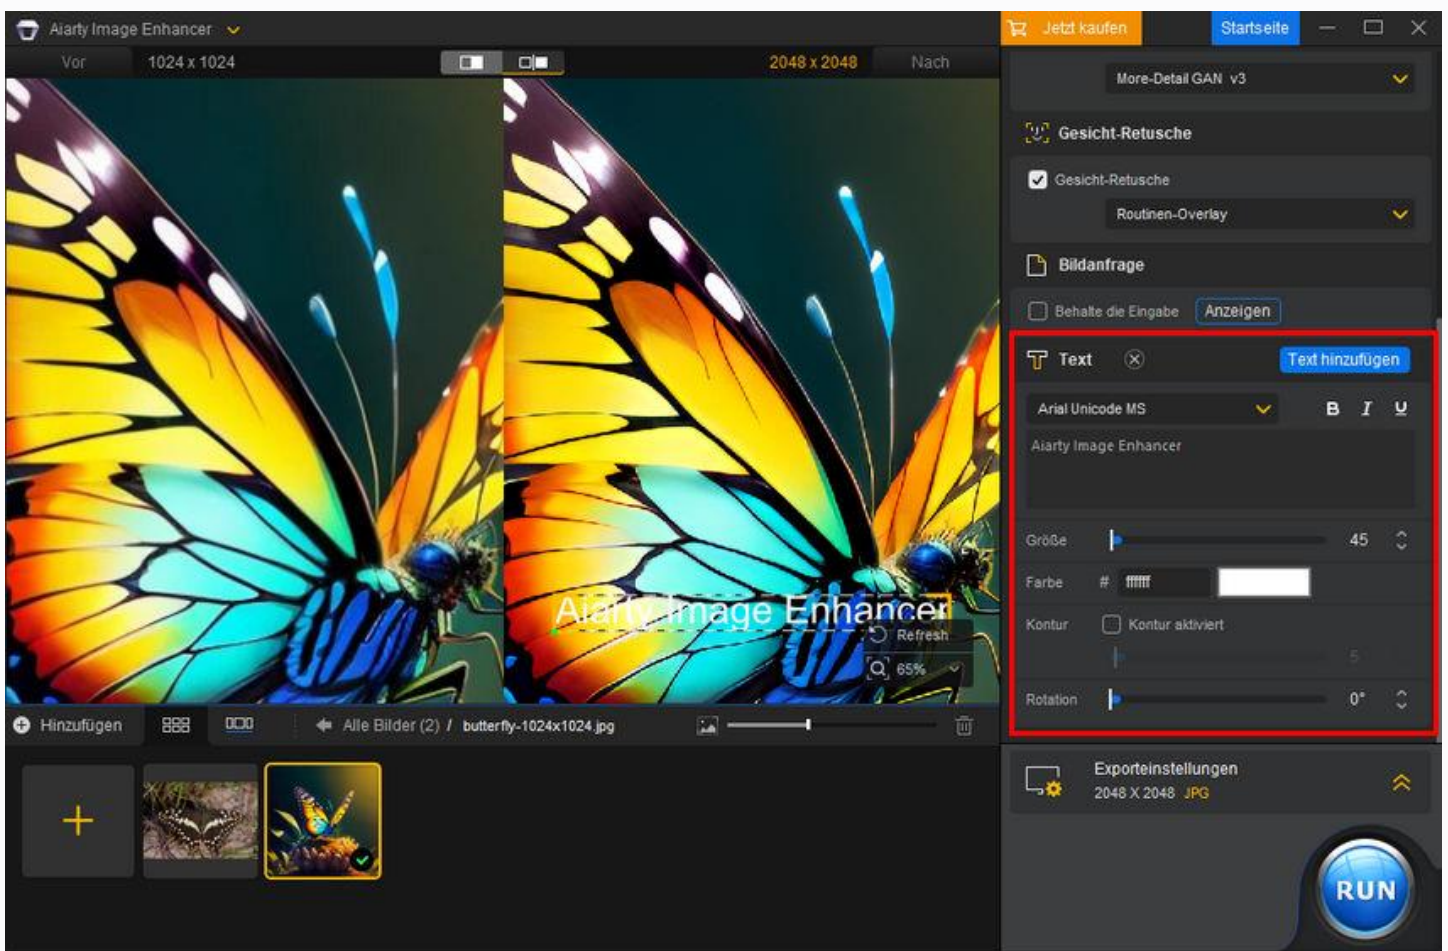 Aiarty Image Enhancer
Jetzt kaufen
Startseite
Vor
1024 x 1024
2048 x 2048
Nach
More-Detail GAN v3
Gesicht-Retusche
Gesicht-Retusche
Routinen-Overlay
Bildanfrage
Behalte die Eingabe
Anzeigen
Text
Text hinzufügen
Arial Unicode MS
B I U
Aiarty Image Enhancer
Größe
45
Farbe
# ffffff
Kontur
Kontur aktiviert
5
Rotation
0°
Aiarty Image Enhancer
Refresh
65%
Hinzufügen
Alle Bilder (2) / butterfly-1024x1024.jpg
Exporteinstellungen
2048 X 2048 JPG
RUN